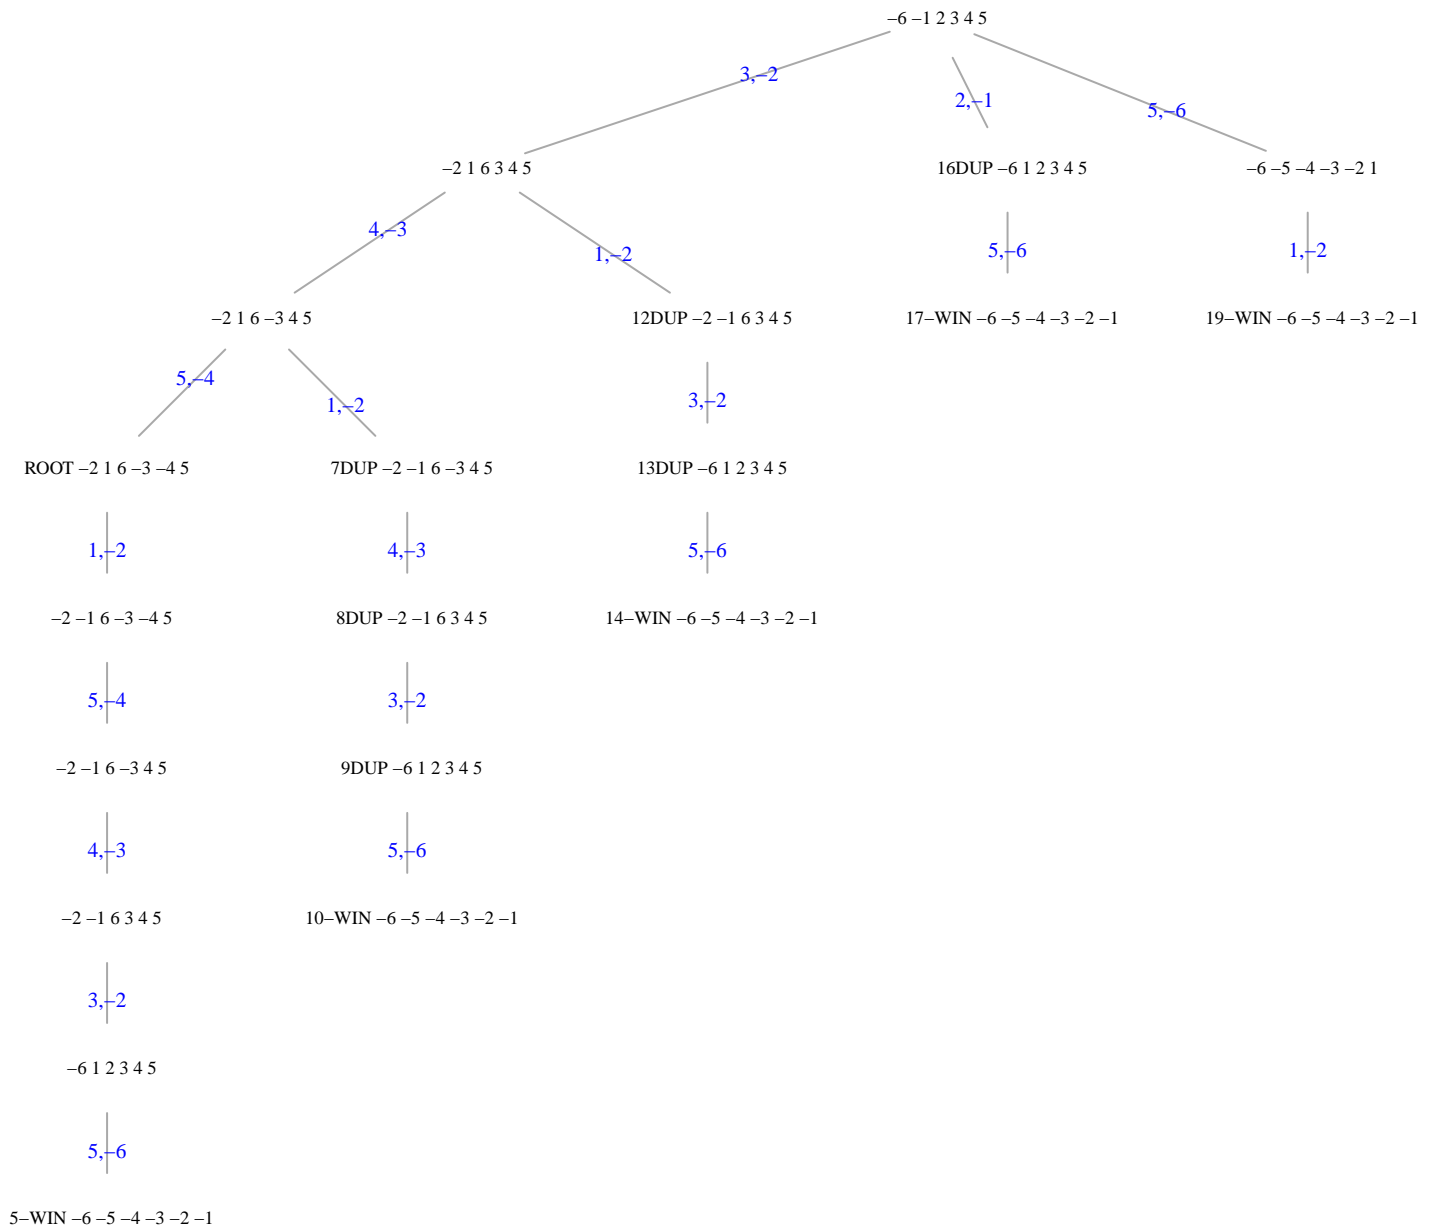 –6 –1 2 3 4 5
3,–2
2,–1
5,–6
–2 1 6 3 4 5
16DUP –6 1 2 3 4 5
–6 –5 –4 –3 –2 1
4,–3
1,–2
5,–6
1,–2
–2 1 6 –3 4 5
12DUP –2 –1 6 3 4 5
17–WIN –6 –5 –4 –3 –2 –1
19–WIN –6 –5 –4 –3 –2 –1
5,–4
1,–2
3,–2
ROOT –2 1 6 –3 –4 5
7DUP –2 –1 6 –3 4 5
13DUP –6 1 2 3 4 5
1,–2
4,–3
5,–6
–2 –1 6 –3 –4 5
8DUP –2 –1 6 3 4 5
14–WIN –6 –5 –4 –3 –2 –1
5,–4
3,–2
–2 –1 6 –3 4 5
9DUP –6 1 2 3 4 5
4,–3
5,–6
–2 –1 6 3 4 5
10–WIN –6 –5 –4 –3 –2 –1
3,–2
–6 1 2 3 4 5
5,–6
5–WIN –6 –5 –4 –3 –2 –1